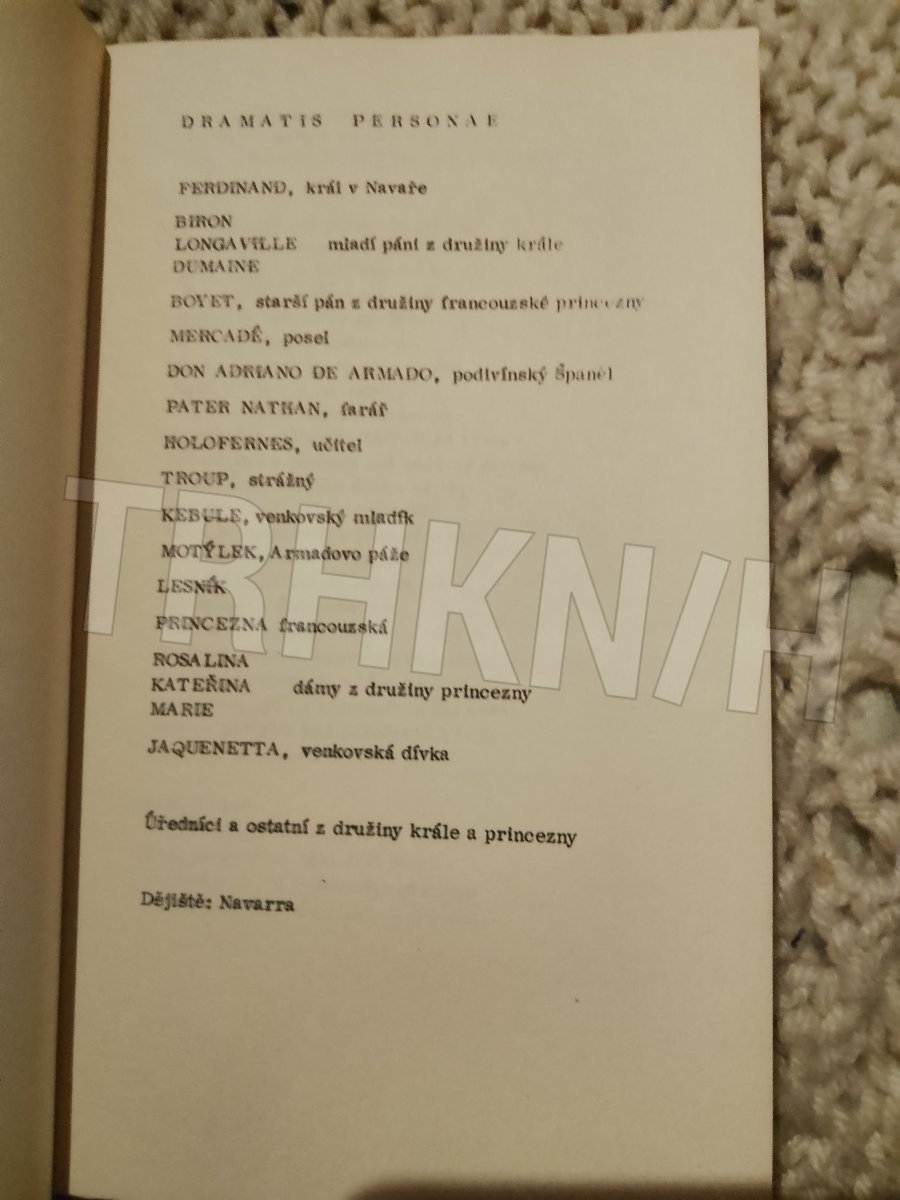 DRAMATIS PERSONAE
FERDINAND, král v Navaře
BIRON
LONGAVILLE mladí páni z družiny krále
DUMAINE
BOYET, starší pán z družiny francouzské princezny
MERCADÉ, posel
DON ADRIANO DE ARMADO, podivínský Španěl
PATER NATHAN, farář
HOLOFERNES, učitel
TROUP, strážný
KEBULE, venkovský mladík
MOTÝLEK, Armadovo páže
LESNÍK
PRINCEZNA francouzská
ROSALINA
KATEŘINA dámy z družiny princezny
MARIE
JAQUENETTA, venkovská dívka
Úředníci a ostatní z družiny krále a princezny
Dějiště: Navarra
TRHKNIH